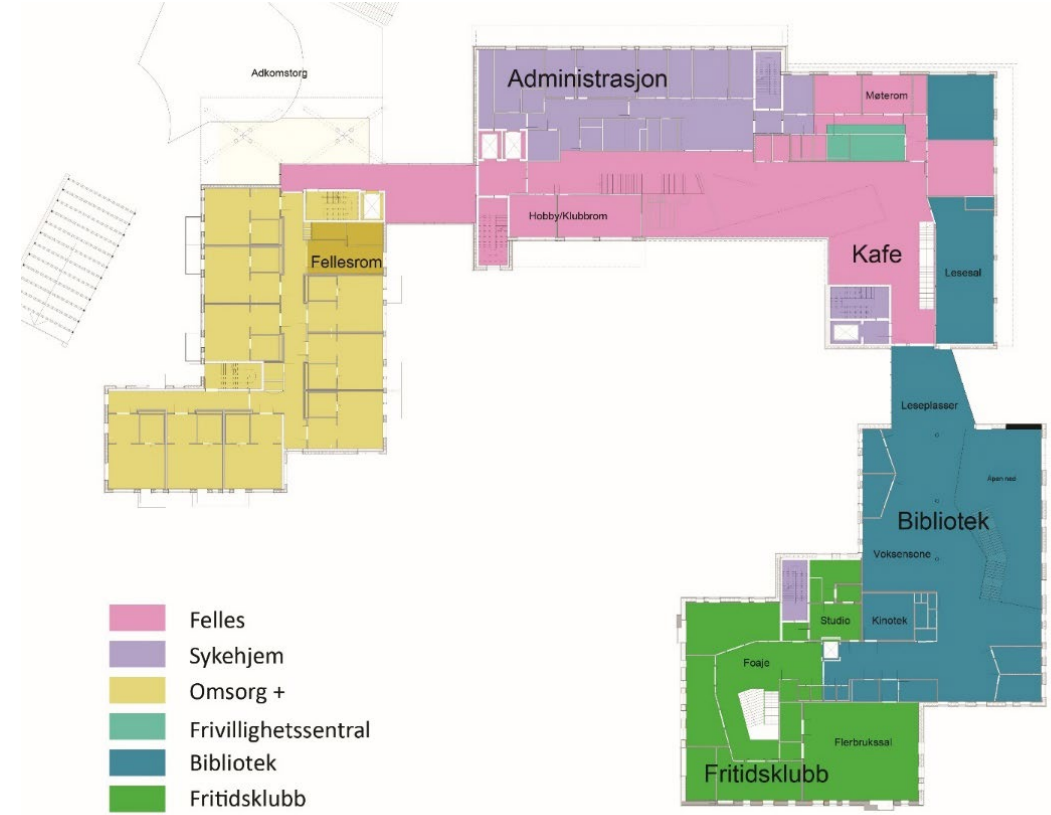 Adkomstorg
Administrasjon
Møterom
Hobby/Klubbrom
Kafe
Fellesrom
Lesesal
Leseplasser
Åpen ned
Bibliotek
Voksensone
Studio
Kinotek
Foaje
Flerbrukssal
Fritidsklubb
Felles
Sykehjem
Omsorg +
Frivillighetssentral
Bibliotek
Fritidsklubb